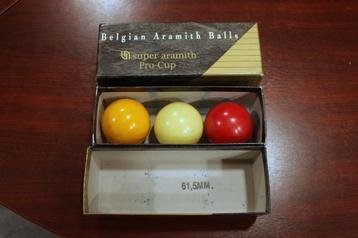 Belgian Aramith Balls
super aramith
Pro-Cup
61,5MM.